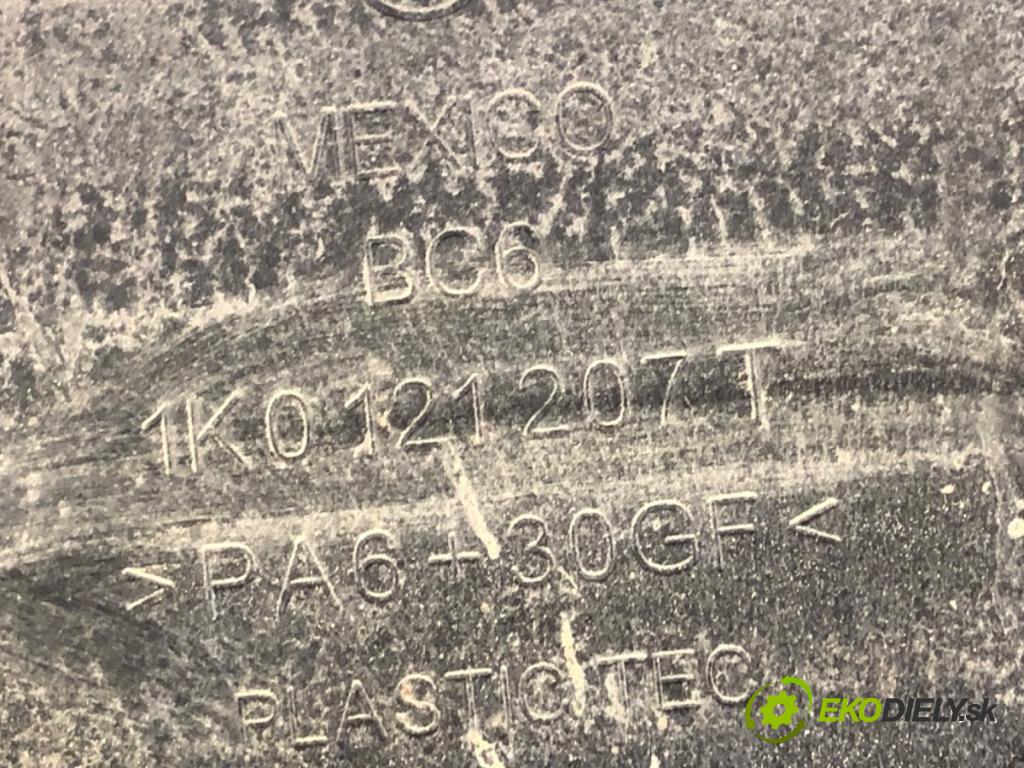 MEXICO
BC6
1K0 121 207 T
>PA6+30GF<
PLASTIC TEC
EKODIELY.sk